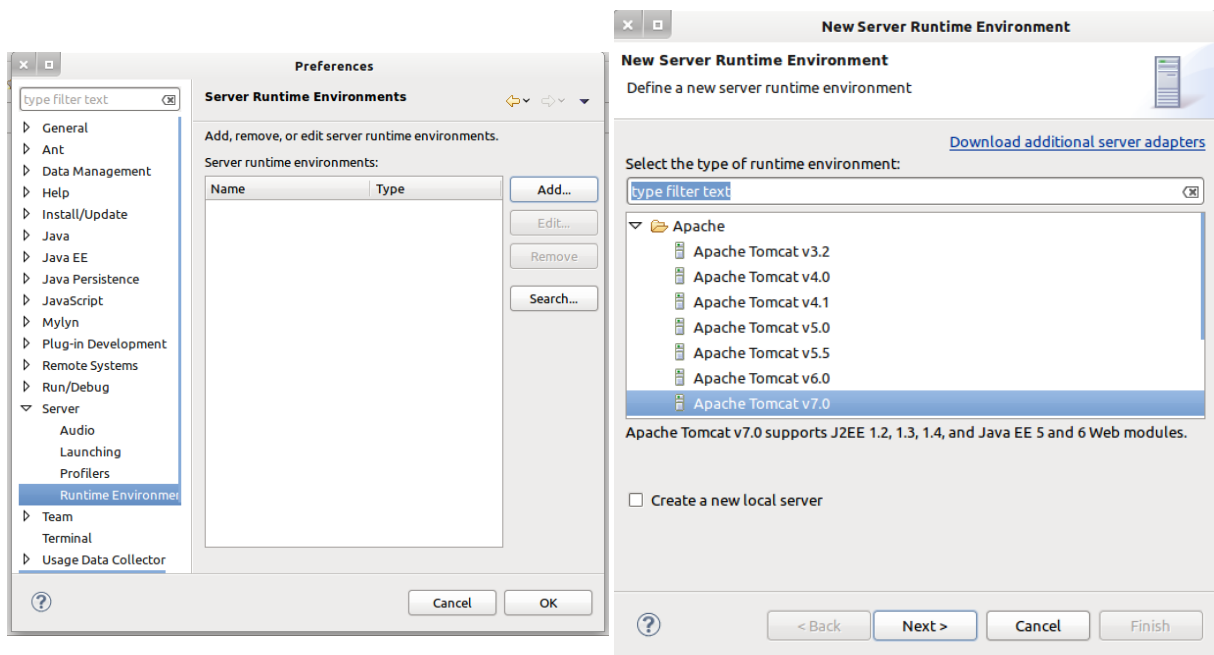 Preferences
type filter text
General
Ant
Data Management
Help
Install/Update
Java
Java EE
Java Persistence
JavaScript
Mylyn
Plug-in Development
Remote Systems
Run/Debug
Server
Audio
Launching
Profilers
Runtime Environme
Team
Terminal
Usage Data Collector
Server Runtime Environments
Add, remove, or edit server runtime environments.
Server runtime environments:
Name Type
Add...
Edit...
Remove
Search...
Cancel OK
New Server Runtime Environment
New Server Runtime Environment
Define a new server runtime environment
Download additional server adapters
Select the type of runtime environment:
type filter text
Apache
Apache Tomcat v3.2
Apache Tomcat v4.0
Apache Tomcat v4.1
Apache Tomcat v5.0
Apache Tomcat v5.5
Apache Tomcat v6.0
Apache Tomcat v7.0
Apache Tomcat v7.0 supports J2EE 1.2, 1.3, 1.4, and Java EE 5 and 6 Web modules.
Create a new local server
< Back Next > Cancel Finish